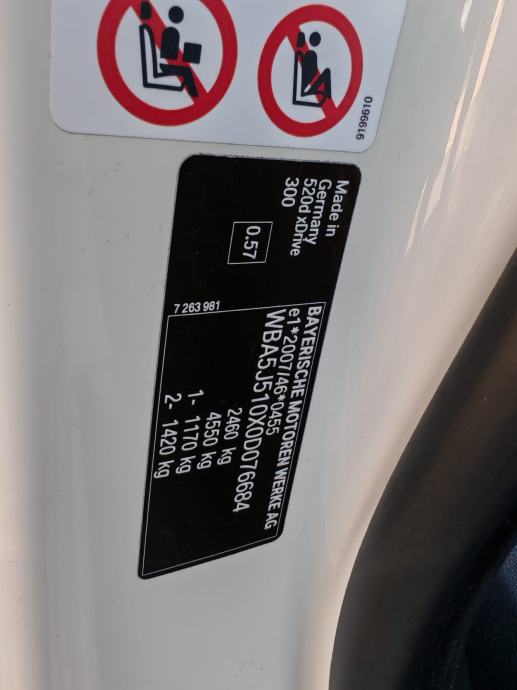 9199610
Made in
Germany
520d xDrive
300
0.57
7 263 981
BAYERISCHE MOTOREN WERKE AG
e1*2007/46*0455
WBA5J510X0D076684
2460 kg
4550 kg
1- 1170 kg
2- 1420 kg